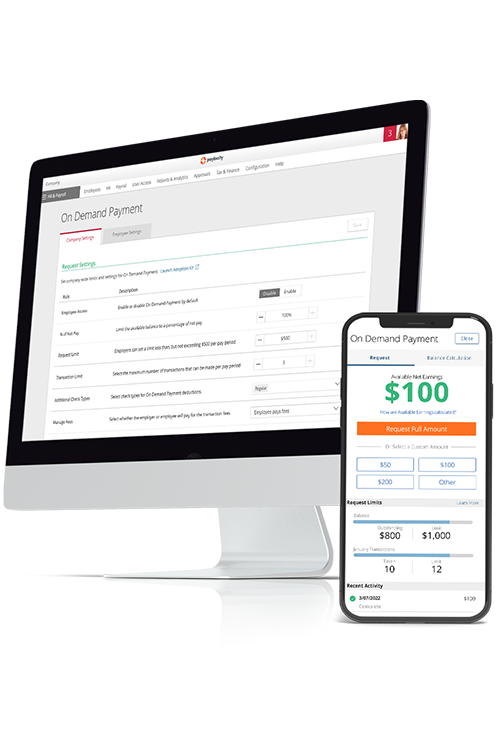 Company
paylocity
3
HR & Payroll
Employees HR Payroll User Access Reports & Analytics Approvals Tax & Finance Configuration Help
On Demand Payment
Company Settings Employee Settings
Save
Request Settings
Set company-wide limits and settings for On Demand Payment. Launch Adoption Kit
Rule Description
Employee Access Enable or disable On Demand Payment by default Disable Enable
% of Net Pay Limit the available balance to a percentage of net pay 100%
Request Limit Employers can set a limit less than, but not exceeding $500 per pay period $500
Transaction Limit Select the maximum number of transactions that can be made per pay period 3
Additional Check Types Select check types for On Demand Payment deductions Regular
Manage Fees Select whether the employer or employee will pay for the transaction fees Employee pays fees
On Demand Payment Close
Request Balance Calculation
Available Net Earnings
$100
How are Available Earnings calculated?
Request Full Amount
Or Select a Custom Amount
$50 $100
$200 Other
Request Limits Learn More
Balance
Outstanding Limit
$800 $1,000
January Transactions
Taken Limit
10 12
Recent Activity
3/07/2022 $100
Complete